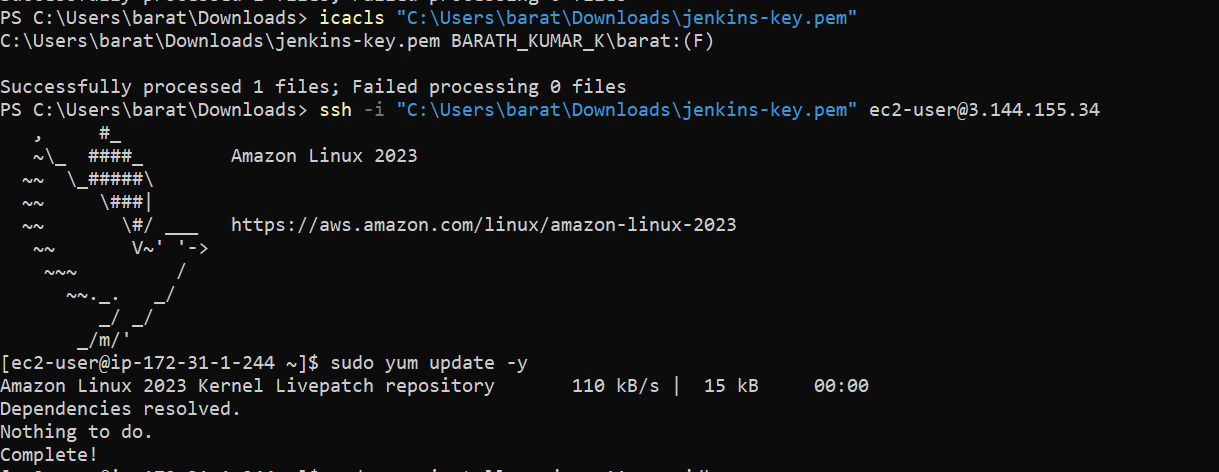 PS C:\Users\barat\Downloads> icacls "C:\Users\barat\Downloads\jenkins-key.pem"
C:\Users\barat\Downloads\jenkins-key.pem BARATH_KUMAR_K\barat:(F)

Successfully processed 1 files; Failed processing 0 files
PS C:\Users\barat\Downloads> ssh -i "C:\Users\barat\Downloads\jenkins-key.pem" ec2-user@3.144.155.34
   ,     #_
   ~\_  ####_        Amazon Linux 2023
  ~~  \_#####\
  ~~     \###|
  ~~       \#/ ___   https://aws.amazon.com/linux/amazon-linux-2023
   ~~       V~' '->
    ~~~         /
      ~~._.   _/
         _/ _/
       _/m/'
[ec2-user@ip-172-31-1-244 ~]$ sudo yum update -y
Amazon Linux 2023 Kernel Livepatch repository       110 kB/s |  15 kB     00:00
Dependencies resolved.
Nothing to do.
Complete!